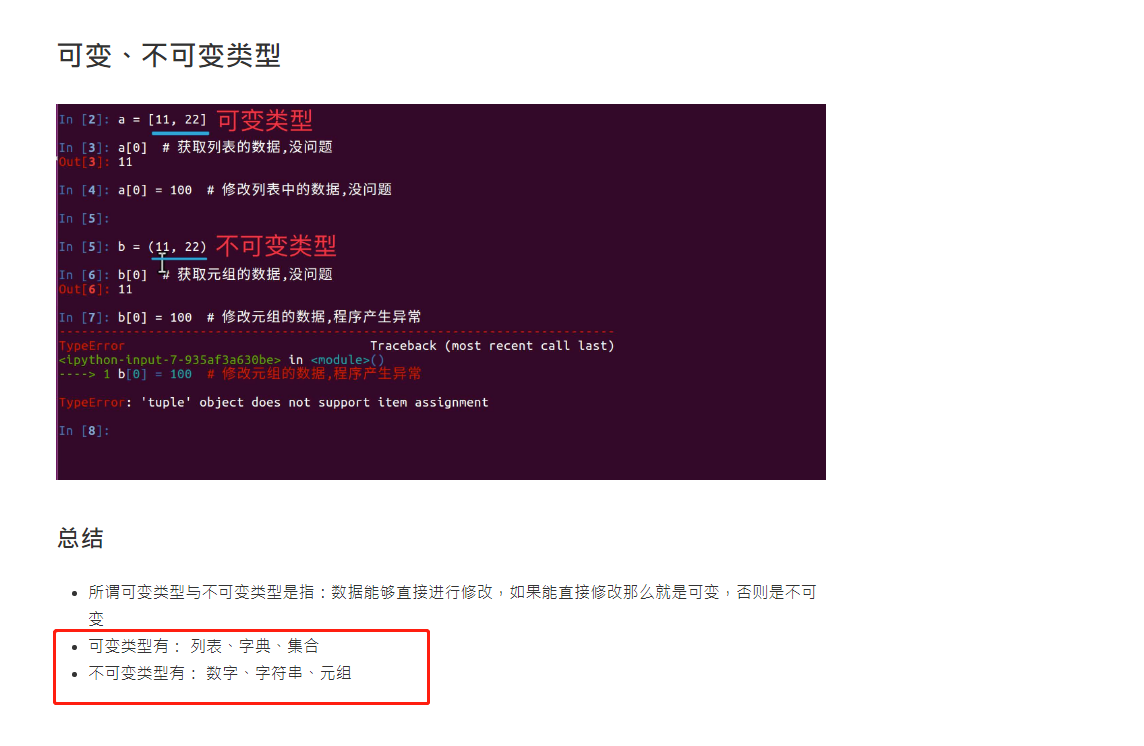 可变、不可变类型
In [2]: a = [11, 22] 可变类型
In [3]: a[0]  # 获取列表的数据,没问题
Out[3]: 11
In [4]: a[0] = 100  # 修改列表中的数据,没问题
In [5]:
In [5]: b = (11, 22) 不可变类型
In [6]: b[0]  # 获取元组的数据,没问题
Out[6]: 11
In [7]: b[0] = 100  # 修改元组的数据,程序产生异常
---------------------------------------------------------------------------
TypeError                                 Traceback (most recent call last)
<ipython-input-7-935af3a630be> in <module>()
----> 1 b[0] = 100  # 修改元组的数据,程序产生异常
TypeError: 'tuple' object does not support item assignment
In [8]:
总结
• 所谓可变类型与不可变类型是指：数据能够直接进行修改，如果能直接修改那么就是可变，否则是不可
变
• 可变类型有： 列表、字典、集合
• 不可变类型有： 数字、字符串、元组